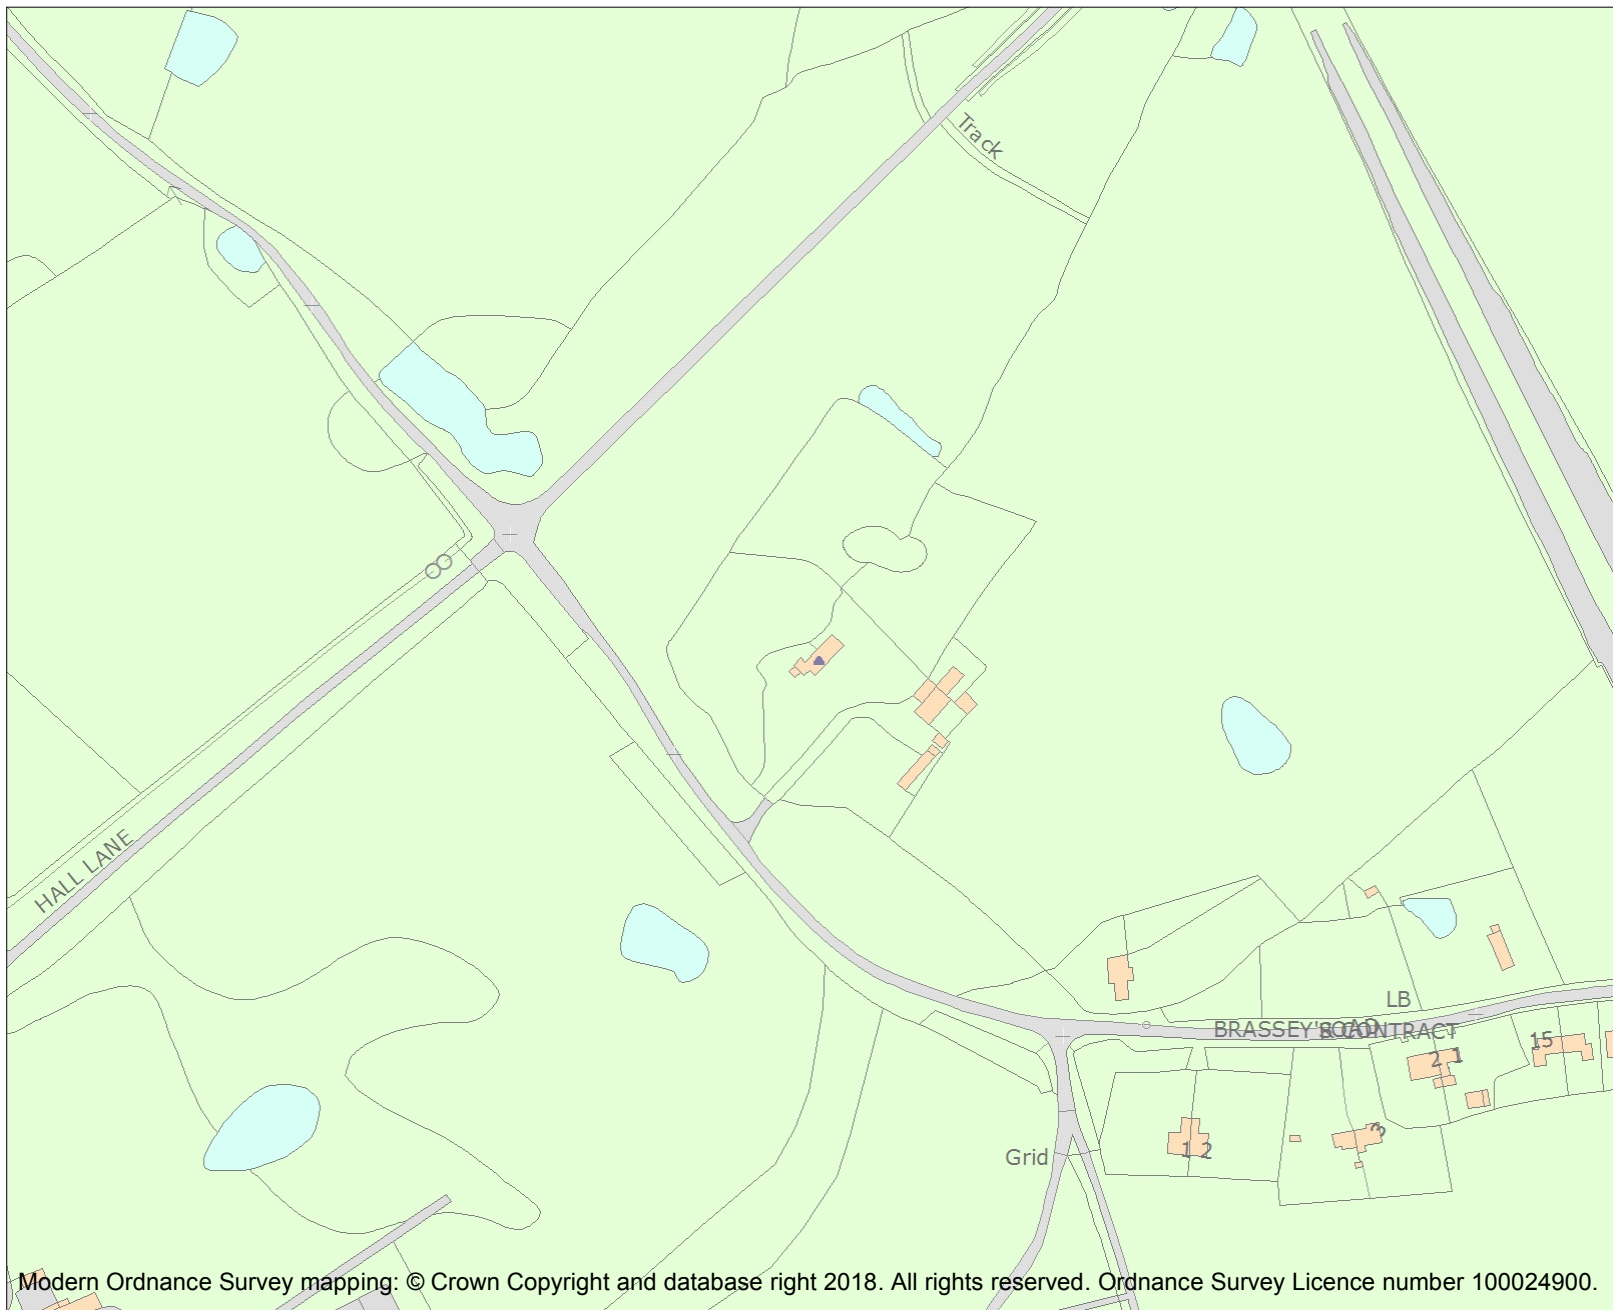 Track
HALL LANE
LB
BRASSEY'S CONTRACT
ROAD
2 1
15
3
1 2
Grid
Modern Ordnance Survey mapping: © Crown Copyright and database right 2018. All rights reserved. Ordnance Survey Licence number 100024900.